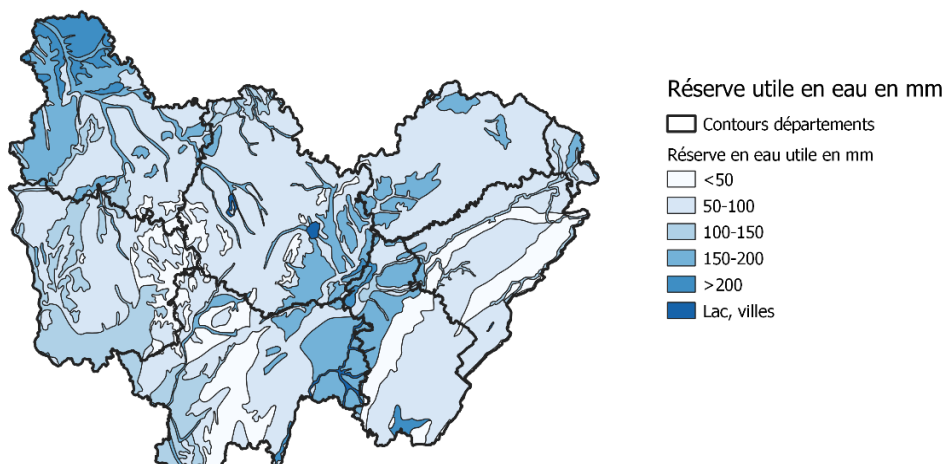 Réserve utile en eau en mm
Contours départements
Réserve en eau utile en mm
<50
50-100
100-150
150-200
>200
Lac, villes